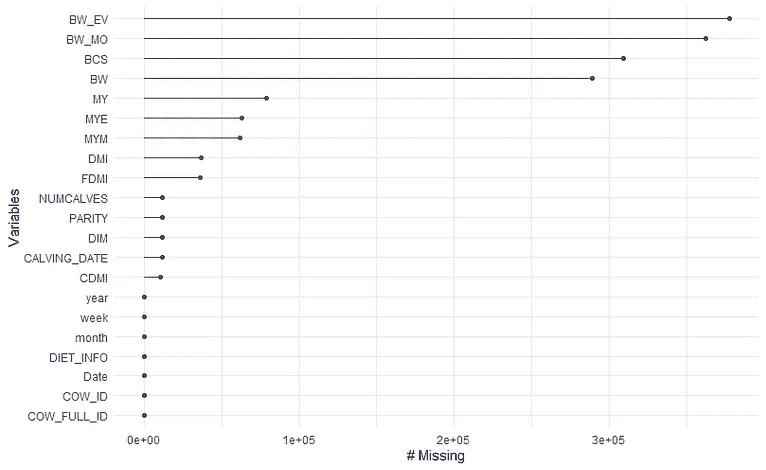 BW_EV
BW_MO
BCS
BW
MY
MYE
MYM
DMI
FDMI
NUMCALVES
PARITY
DIM
CALVING_DATE
CDMI
year
week
month
DIET_INFO
Date
COW_ID
COW_FULL_ID
Variables
0e+00 1e+05 2e+05 3e+05
# Missing